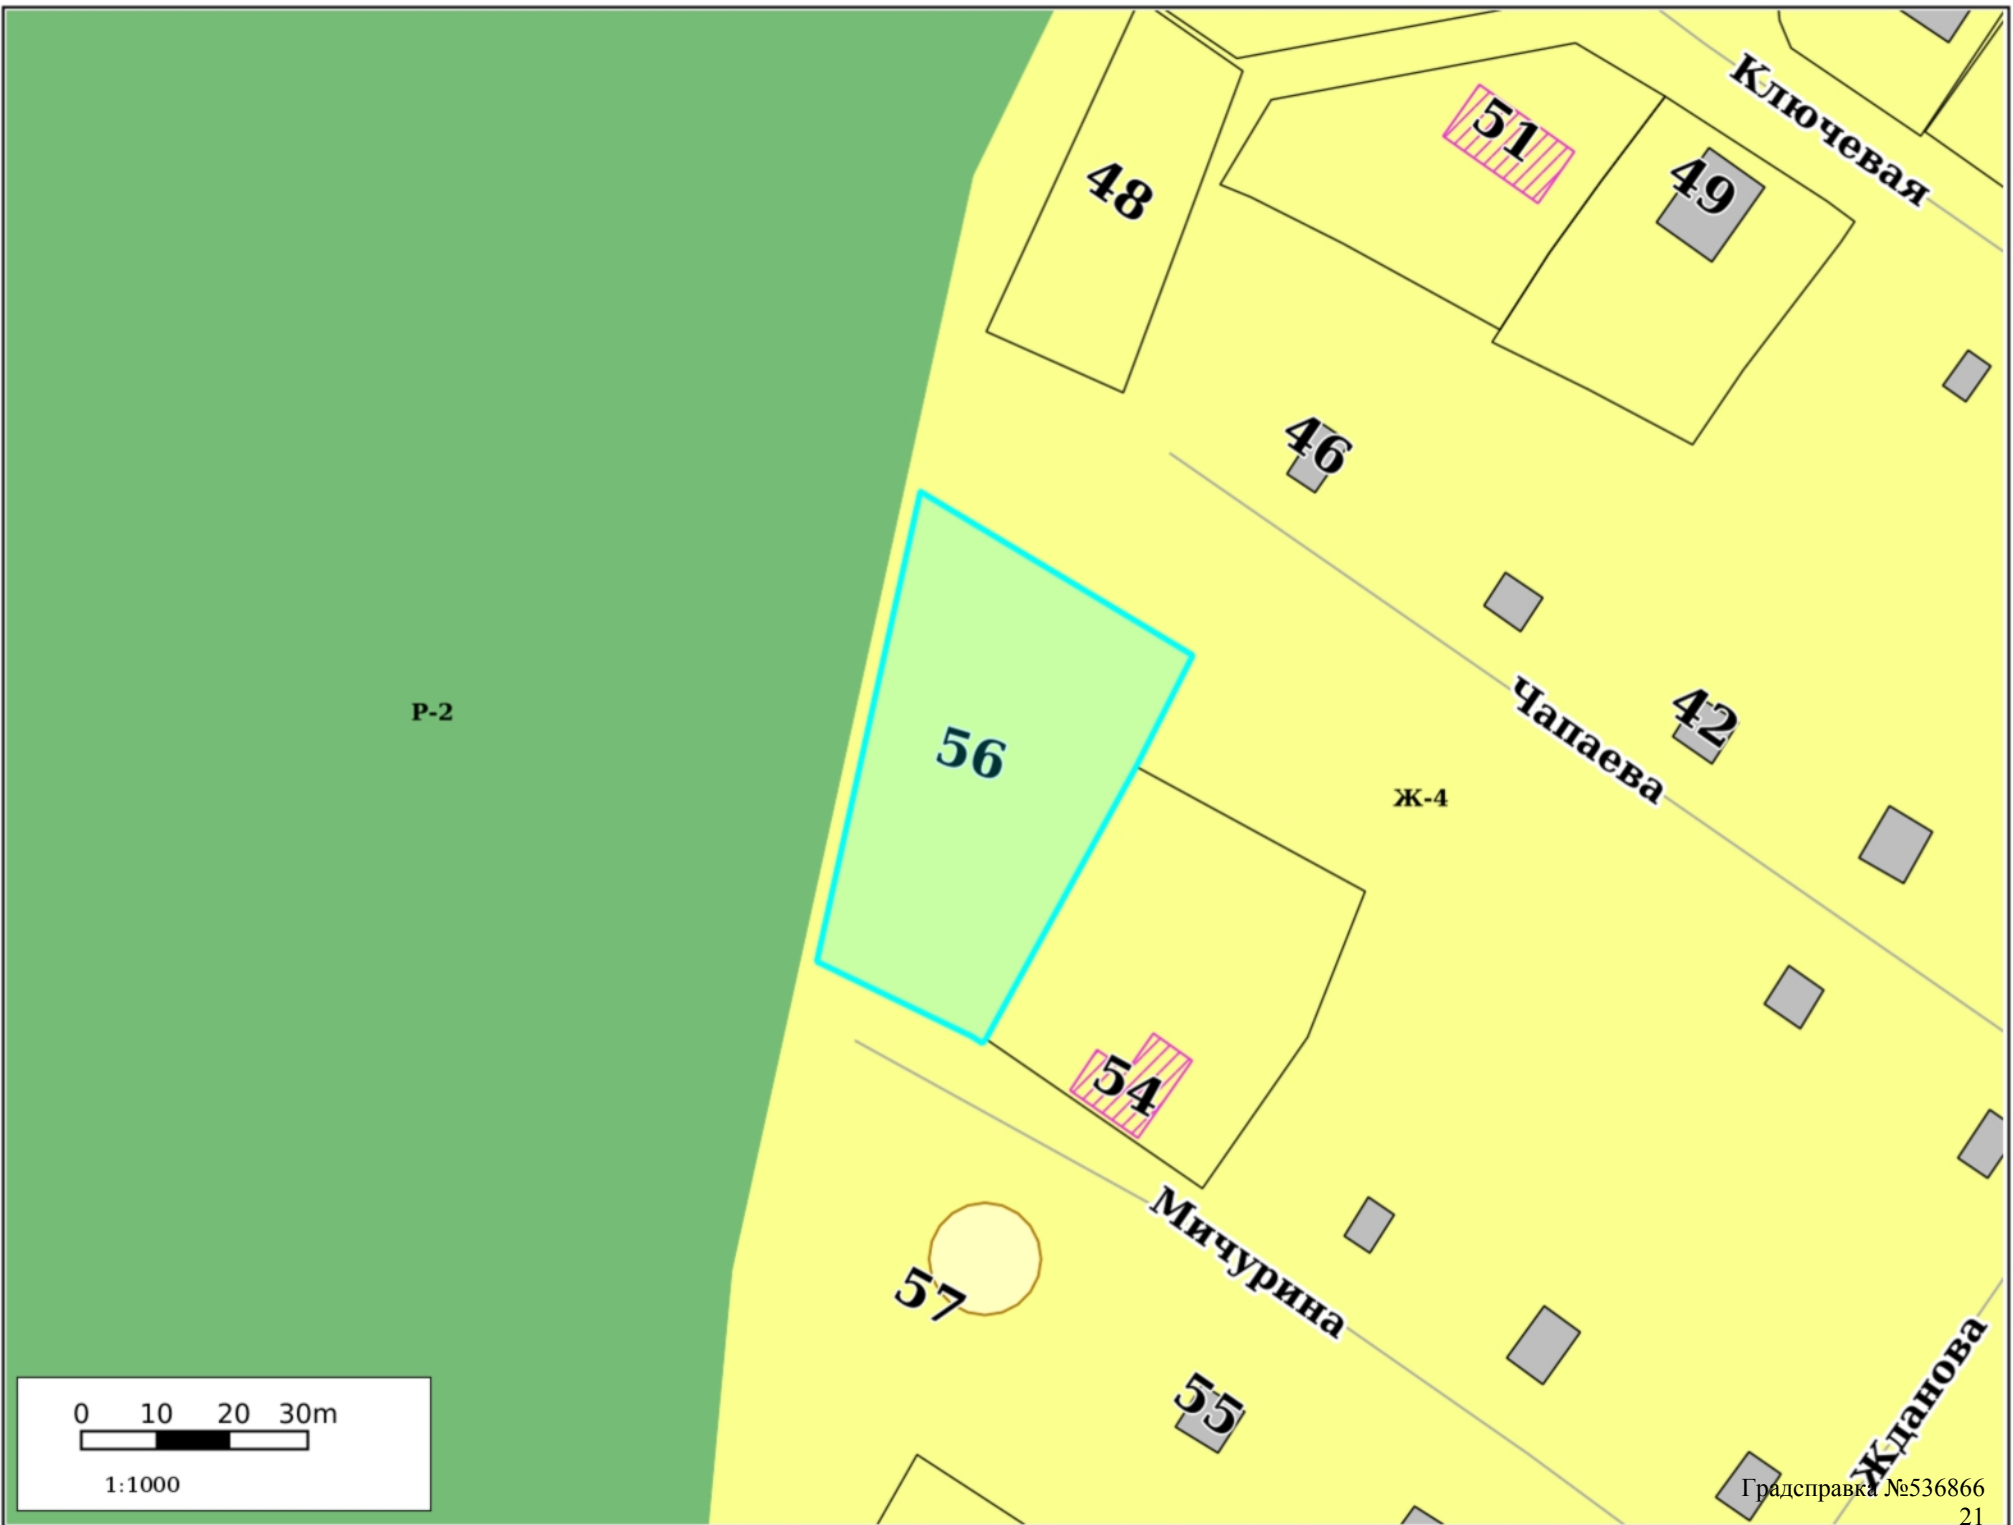 Ключевая
51
49
48
46
Чапаева
42
Р-2
56
Ж-4
54
Мичурина
57
55
Жданова
0 10 20 30m
1:1000
Градсправка №536866
21